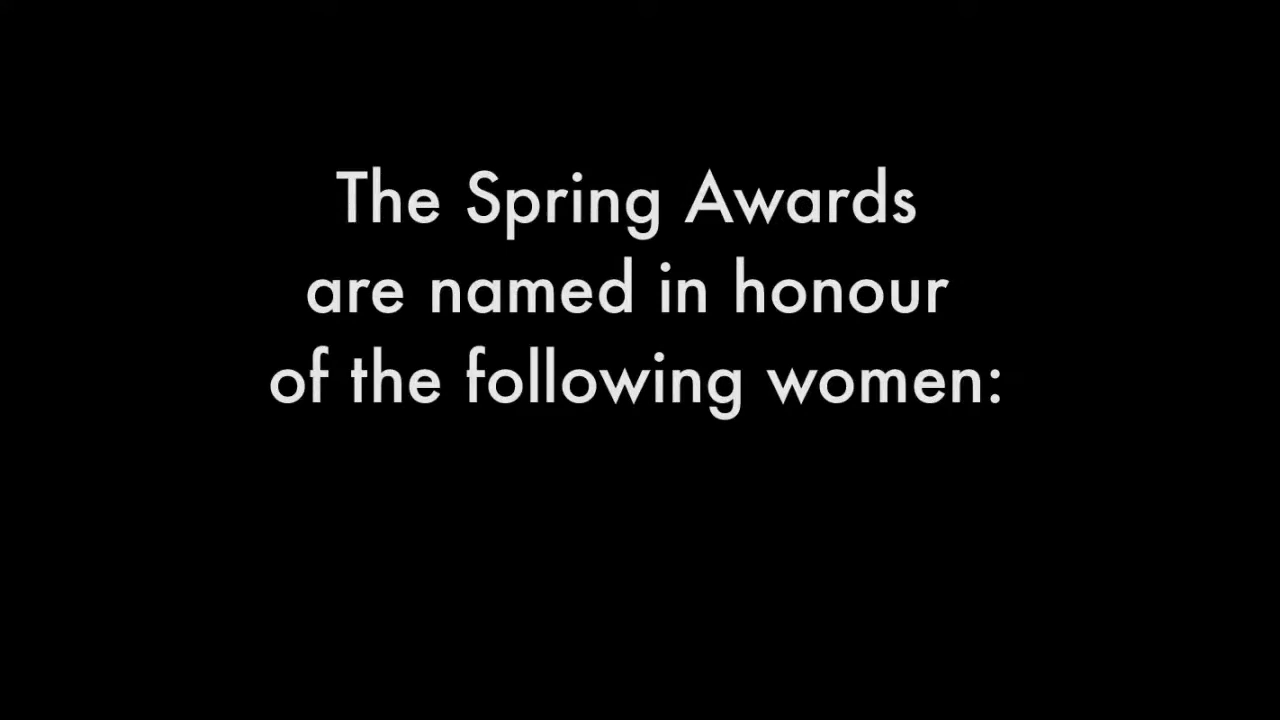 The Spring Awards
are named in honour
of the following women: